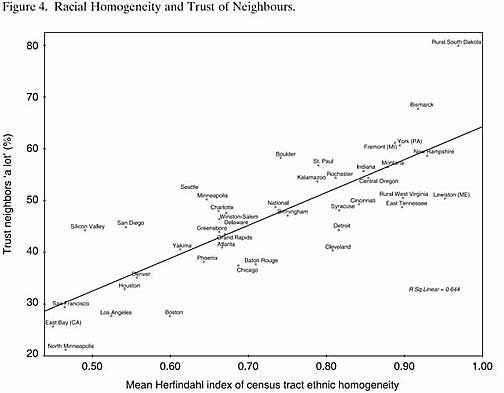 Figure 4. Racial Homogeneity and Trust of Neighbours.
Trust neighbors 'a lot' (%)
80
70
60
50
40
30
20
Rural South Dakota
Bismarck
York (PA)
Fremont (MI)
New Hampshire
Boulder
St. Paul
Indiana
Montana
Kalamazoo
Rochester
Central Oregon
Seattle
Minneapolis
Rural West Virginia
Lewiston (ME)
Charlotte
National
Cincinnati
East Tennessee
Winston-Salem
Birmingham
Syracuse
San Diego
Delaware
Silicon Valley
Greensboro
Detroit
Grand Rapids
Yakima
Atlanta
Cleveland
Phoenix
Baton Rouge
Chicago
Denver
Houston
R Sq Linear = 0.644
San Francisco
Los Angeles
Boston
East Bay (CA)
North Minneapolis
0.50
0.60
0.70
0.80
0.90
1.00
Mean Herfindahl index of census tract ethnic homogeneity